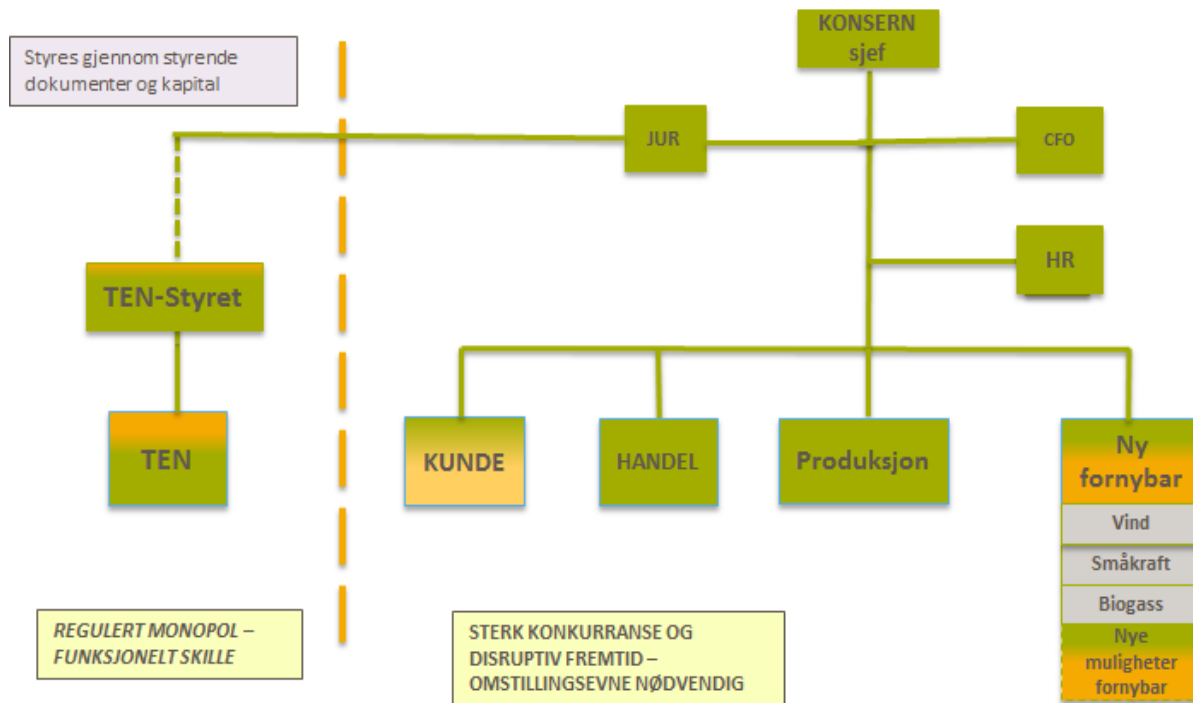 KONSERN
sjef
Styres gjennom styrende
dokumenter og kapital
JUR
CFO
HR
TEN-Styret
TEN
KUNDE
HANDEL
Produksjon
Ny
fornybar
Vind
Småkraft
Biogass
Nye
muligheter
fornybar
REGULERT MONOPOL –
FUNKSJONELT SKILLE
STERK KONKURRANSE OG
DISRUPTIV FREMTID –
OMSTILLINGSEVNE NØDVENDIG